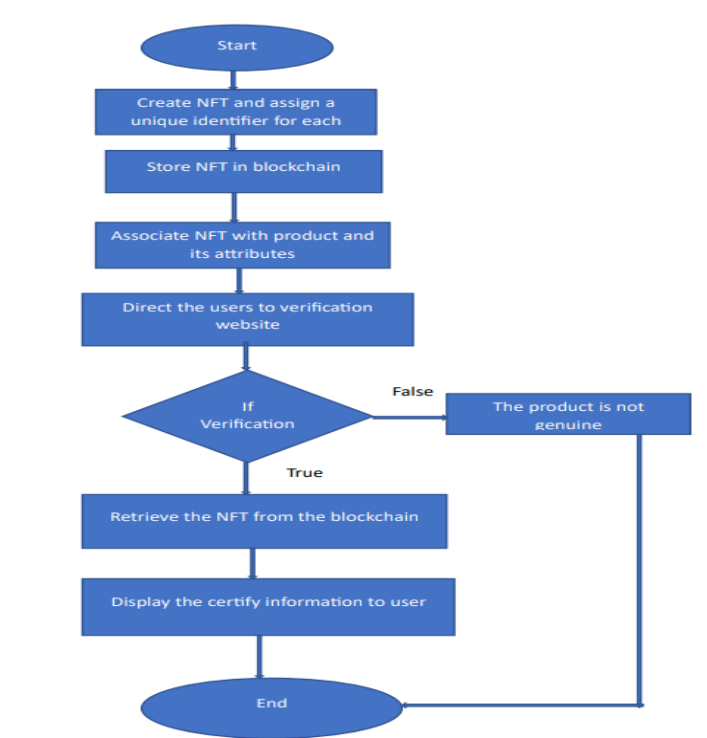 Start
Create NFT and assign a
unique identifier for each
Store NFT in blockchain
Associate NFT with product and
its attributes
Direct the users to verification
website
If
Verification
False
The product is not
genuine
True
Retrieve the NFT from the blockchain
Display the certify information to user
End